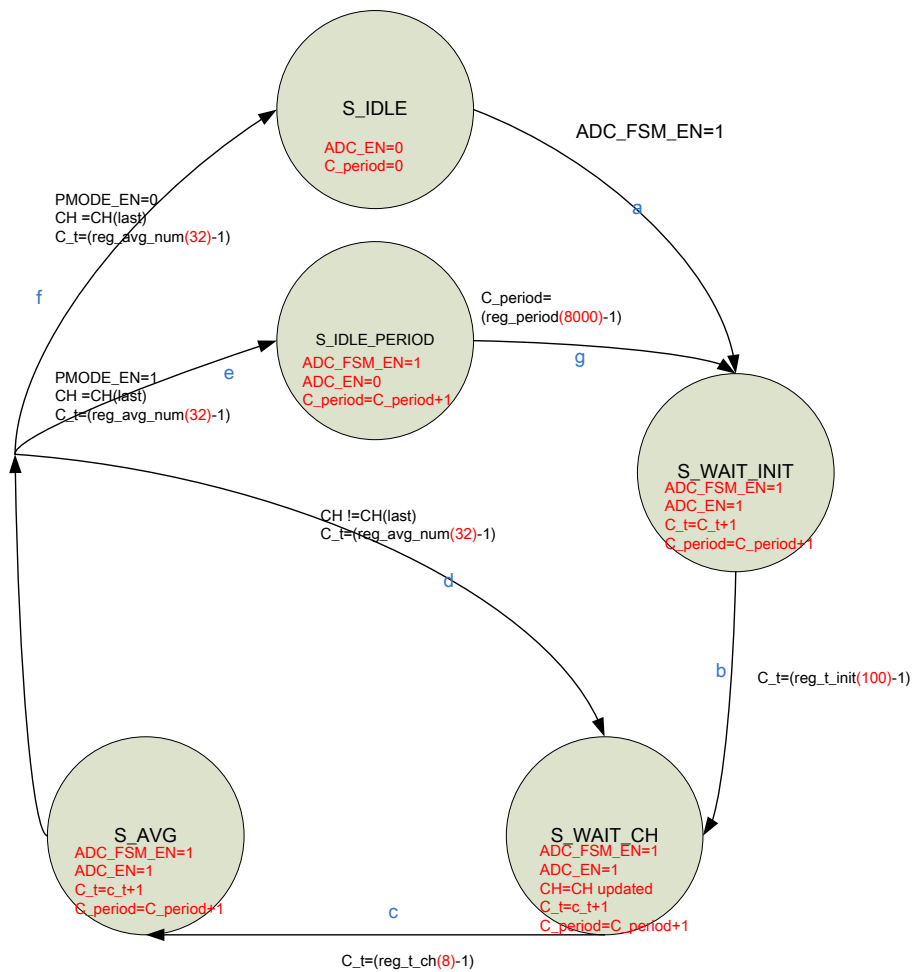 S_IDLE
ADC_EN=0
C_period=0
ADC_FSM_EN=1
a
PMODE_EN=0
CH =CH(last)
C_t=(reg_avg_num(32)-1)
f
C_period=
(reg_period(8000)-1)
g
S_IDLE_PERIOD
ADC_FSM_EN=1
ADC_EN=0
C_period=C_period+1
e
PMODE_EN=1
CH =CH(last)
C_t=(reg_avg_num(32)-1)
S_WAIT_INIT
ADC_FSM_EN=1
ADC_EN=1
C_t=C_t+1
C_period=C_period+1
CH !=CH(last)
C_t=(reg_avg_num(32)-1)
d
b
C_t=(reg_t_init(100)-1)
S_AVG
ADC_FSM_EN=1
ADC_EN=1
C_t=c_t+1
C_period=C_period+1
S_WAIT_CH
ADC_FSM_EN=1
ADC_EN=1
CH=CH updated
C_t=c_t+1
C_period=C_period+1
c
C_t=(reg_t_ch(8)-1)